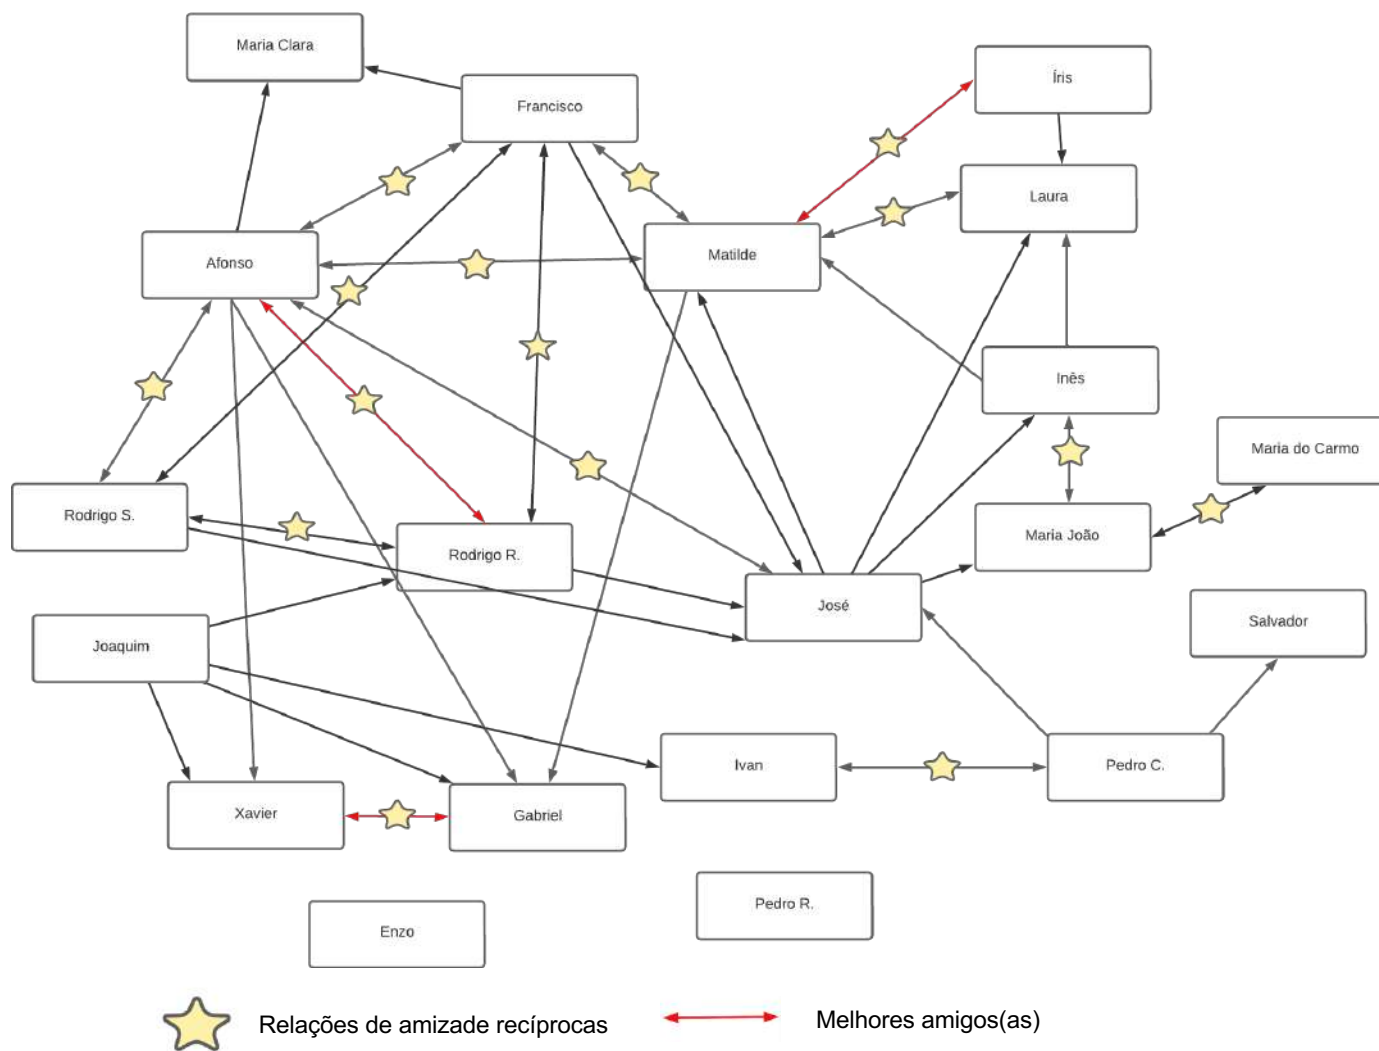 Maria Clara
Francisco
Íris
Laura
Afonso
Matilde
Inês
Maria do Carmo
Rodrigo S.
Rodrigo R.
Maria João
José
Salvador
Joaquim
Ivan
Pedro C.
Xavier
Gabriel
Pedro R.
Enzo
Relações de amizade recíprocas
Melhores amigos(as)